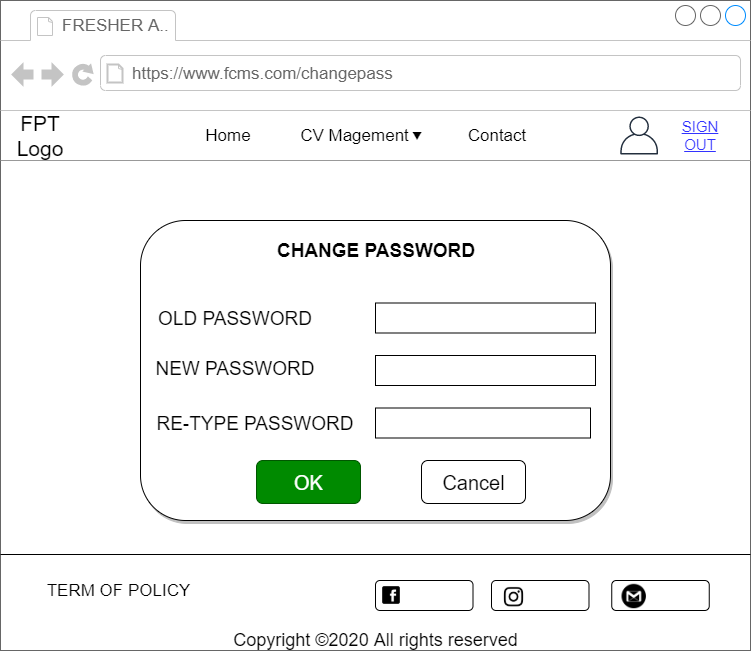 FRESHER A..
https://www.fcms.com/changepass
FPT
Logo
Home
CV Magement ▾
Contact
SIGN
OUT
CHANGE PASSWORD
OLD PASSWORD
NEW PASSWORD
RE-TYPE PASSWORD
OK
Cancel
TERM OF POLICY
Copyright ©2020 All rights reserved